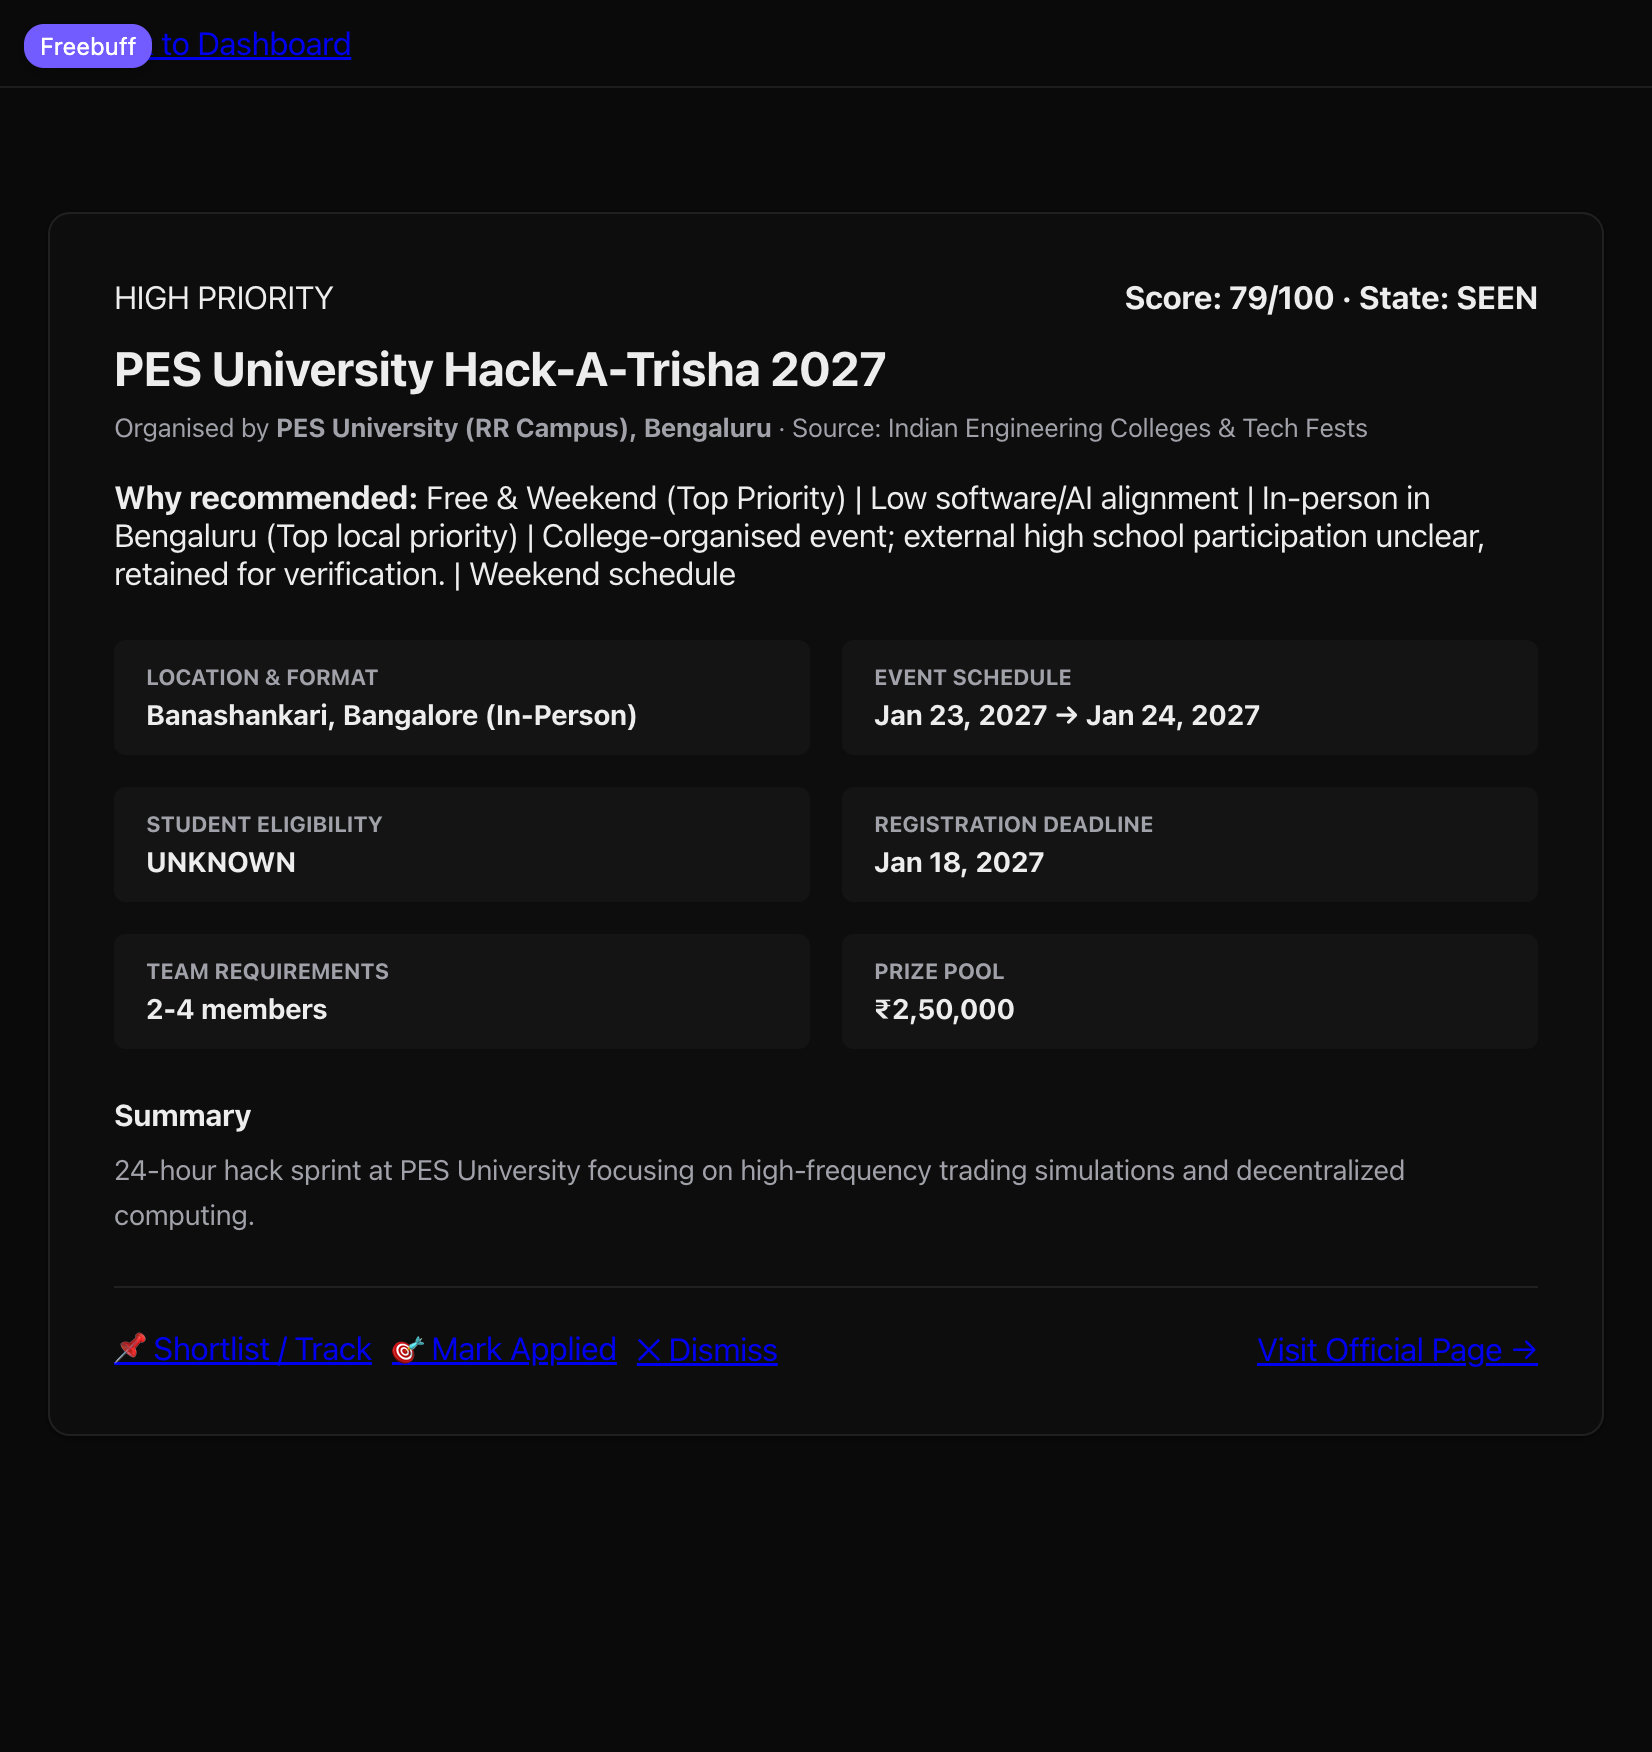 Freebuff to Dashboard
HIGH PRIORITY
Score: 79/100 · State: SEEN
PES University Hack-A-Trisha 2027
Organised by PES University (RR Campus), Bengaluru · Source: Indian Engineering Colleges & Tech Fests
Why recommended: Free & Weekend (Top Priority) | Low software/AI alignment | In-person in
Bengaluru (Top local priority) | College-organised event; external high school participation unclear,
retained for verification. | Weekend schedule
LOCATION & FORMAT
Banashankari, Bangalore (In-Person)
EVENT SCHEDULE
Jan 23, 2027 → Jan 24, 2027
STUDENT ELIGIBILITY
UNKNOWN
REGISTRATION DEADLINE
Jan 18, 2027
TEAM REQUIREMENTS
2-4 members
PRIZE POOL
₹2,50,000
Summary
24-hour hack sprint at PES University focusing on high-frequency trading simulations and decentralized
computing.
📌 Shortlist / Track 🎯 Mark Applied ✕ Dismiss
Visit Official Page →